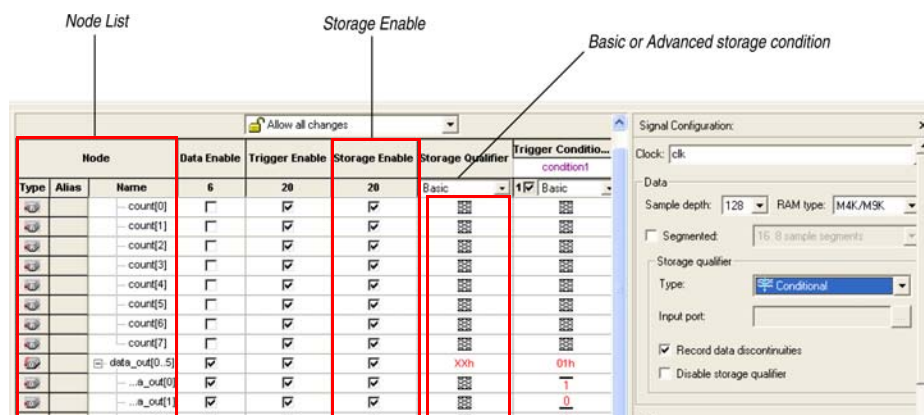 Node List
Storage Enable
Basic or Advanced storage condition
Allow all changes
Node Data Enable Trigger Enable Storage Enable Storage Qualifier Trigger Conditio...
condition1
Type Alias Name 6 20 20 Basic 1 Basic
count[0]
count[1]
count[2]
count[3]
count[4]
count[5]
count[6]
count[7]
data_out[0..5] XXh 01h
...a_out[0] 1
...a_out[1] 0
Signal Configuration:
Clock: clk
Data
Sample depth: 128 RAM type: M4K/M9K
Segmented: 16 8 sample segments
Storage qualifier
Type: Conditional
Input port:
Record data discontinuities
Disable storage qualifier